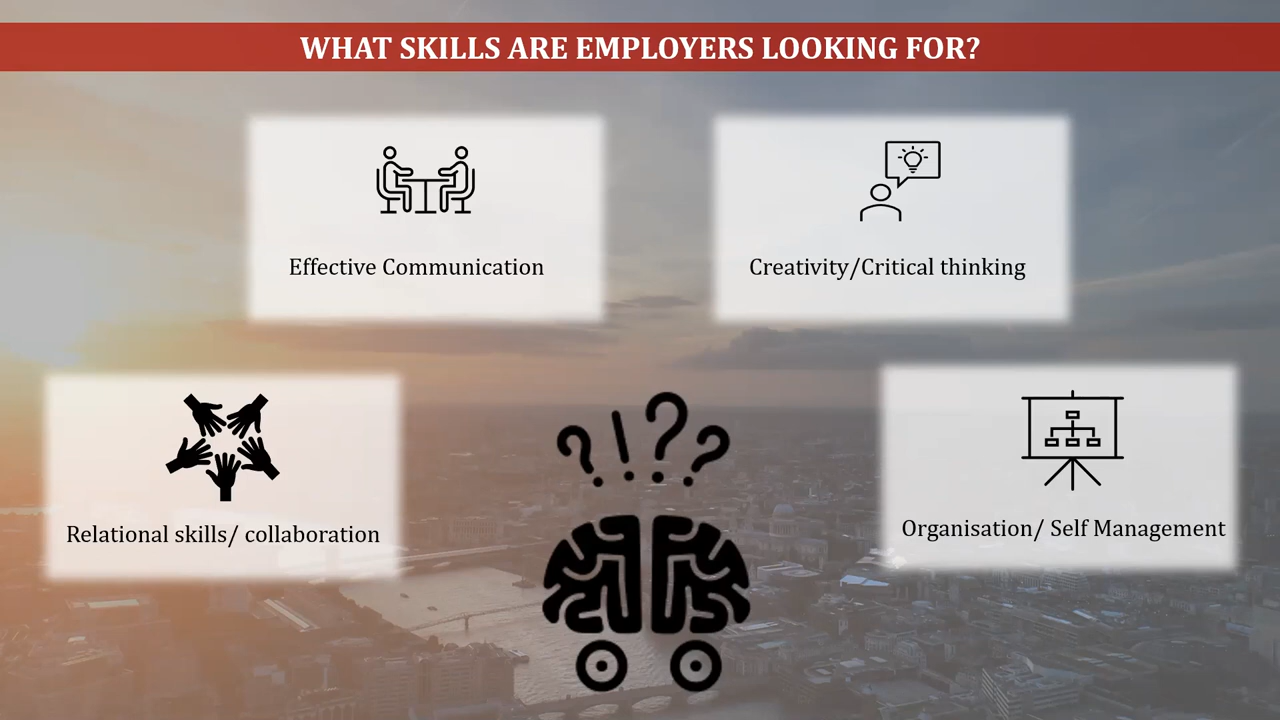 WHAT SKILLS ARE EMPLOYERS LOOKING FOR?
Effective Communication
Creativity/Critical thinking
Relational skills/ collaboration
Organisation/ Self Management